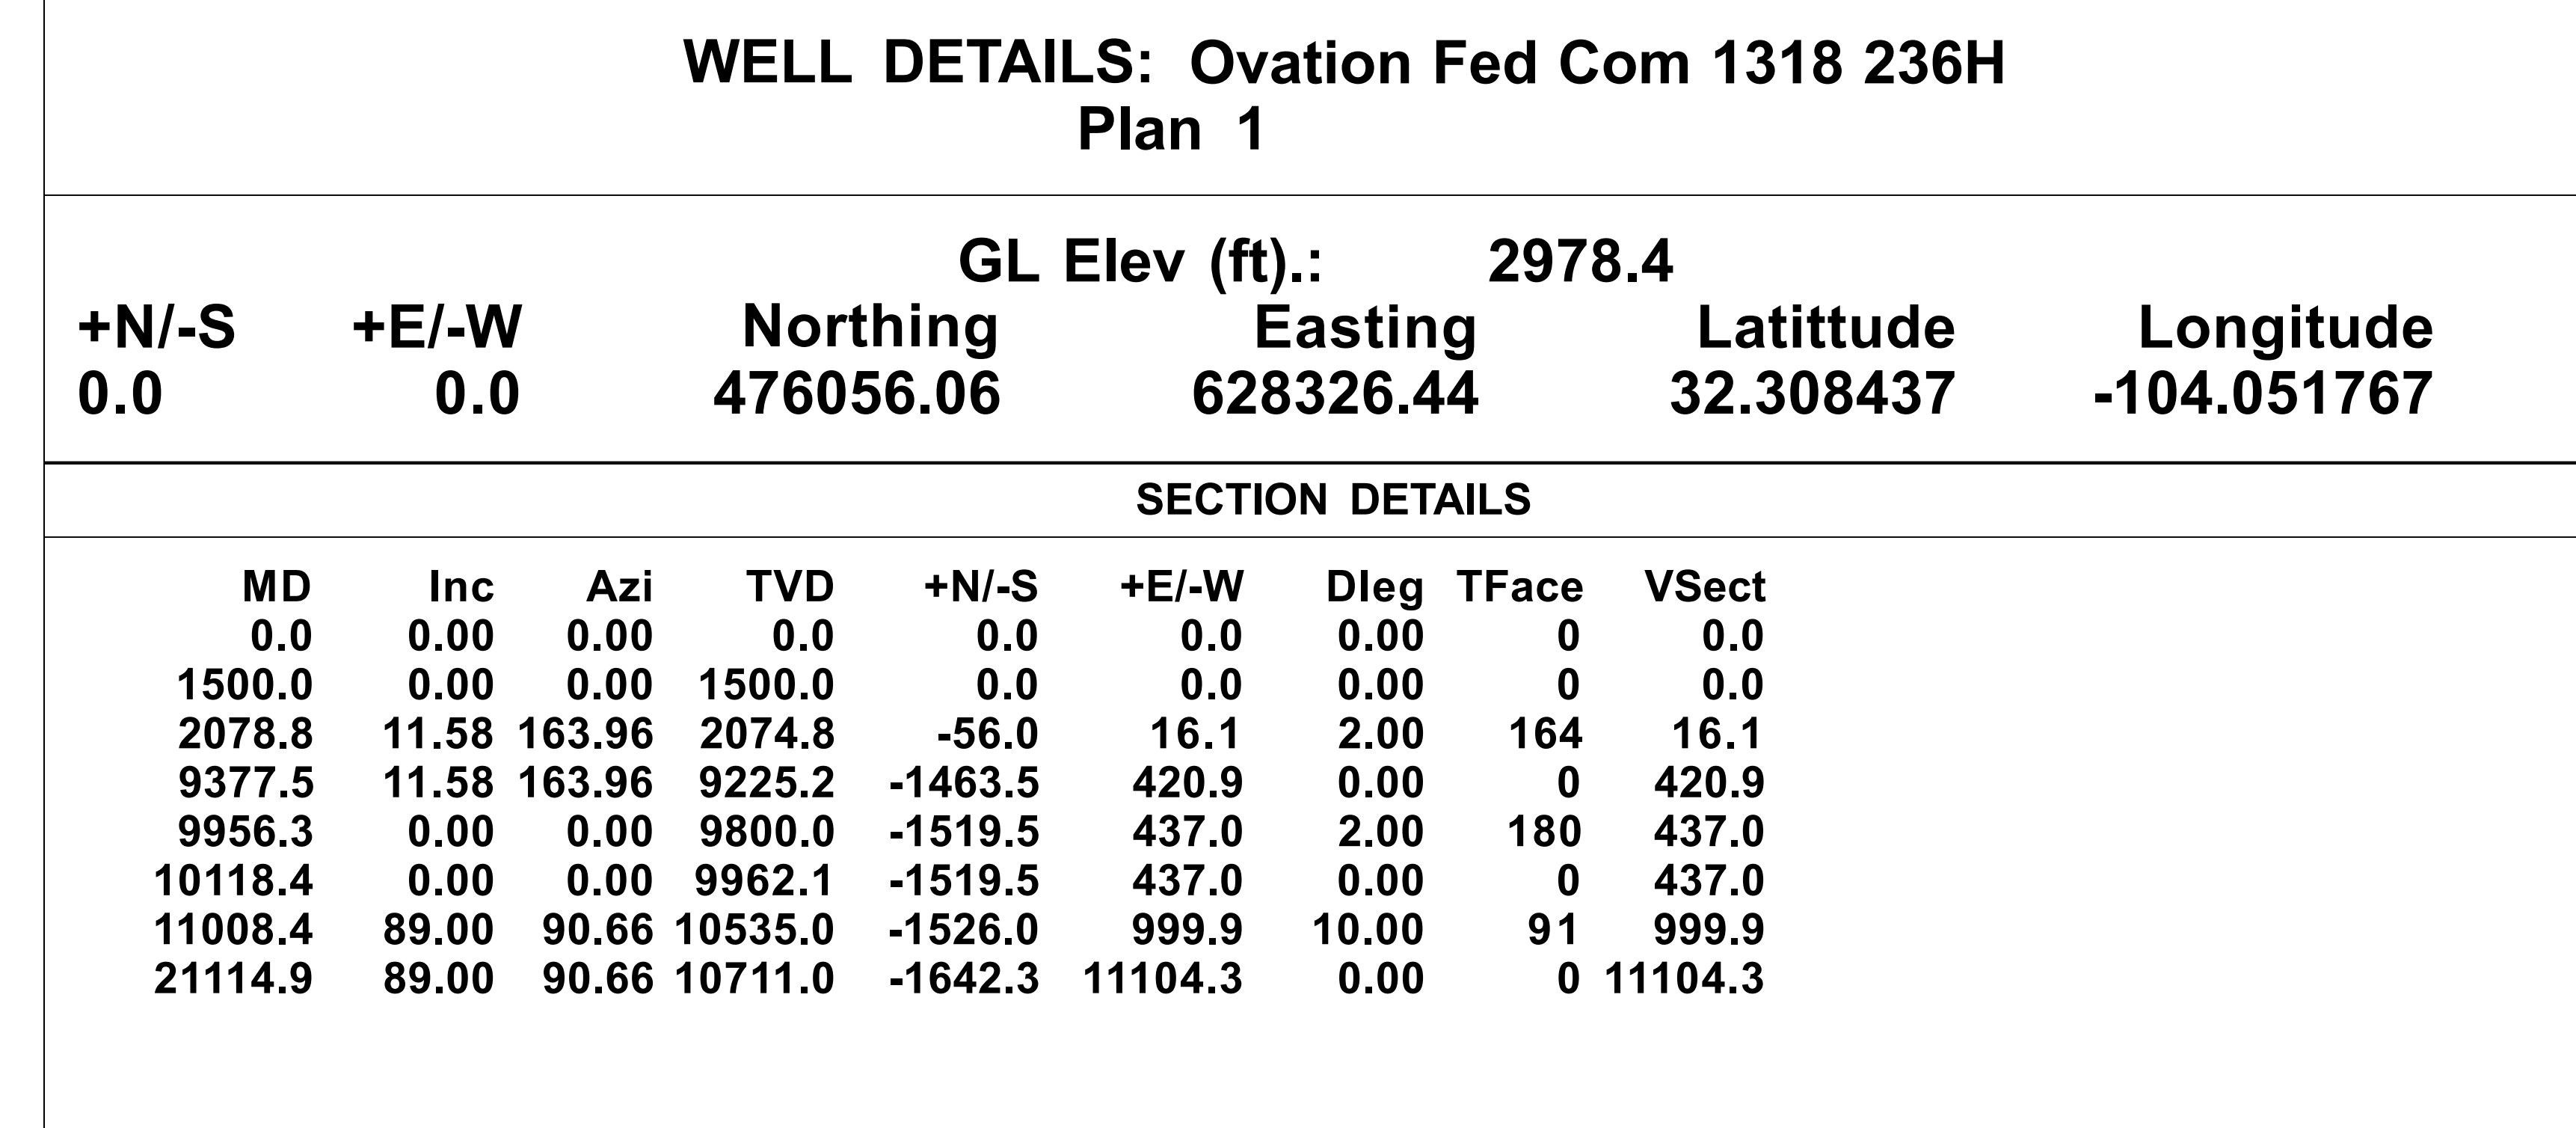 WELL DETAILS: Ovation Fed Com 1318 236H
Plan 1
GL Elev (ft).: 2978.4
+N/-S +E/-W Northing Easting Latittude Longitude
0.0 0.0 476056.06 628326.44 32.308437 -104.051767
SECTION DETAILS
MD Inc Azi TVD +N/-S +E/-W Dleg TFace VSect
0.0 0.00 0.00 0.0 0.0 0.0 0.00 0 0.0
1500.0 0.00 0.00 1500.0 0.0 0.0 0.00 0 0.0
2078.8 11.58 163.96 2074.8 -56.0 16.1 2.00 164 16.1
9377.5 11.58 163.96 9225.2 -1463.5 420.9 0.00 0 420.9
9956.3 0.00 0.00 9800.0 -1519.5 437.0 2.00 180 437.0
10118.4 0.00 0.00 9962.1 -1519.5 437.0 0.00 0 437.0
11008.4 89.00 90.66 10535.0 -1526.0 999.9 10.00 91 999.9
21114.9 89.00 90.66 10711.0 -1642.3 11104.3 0.00 0 11104.3